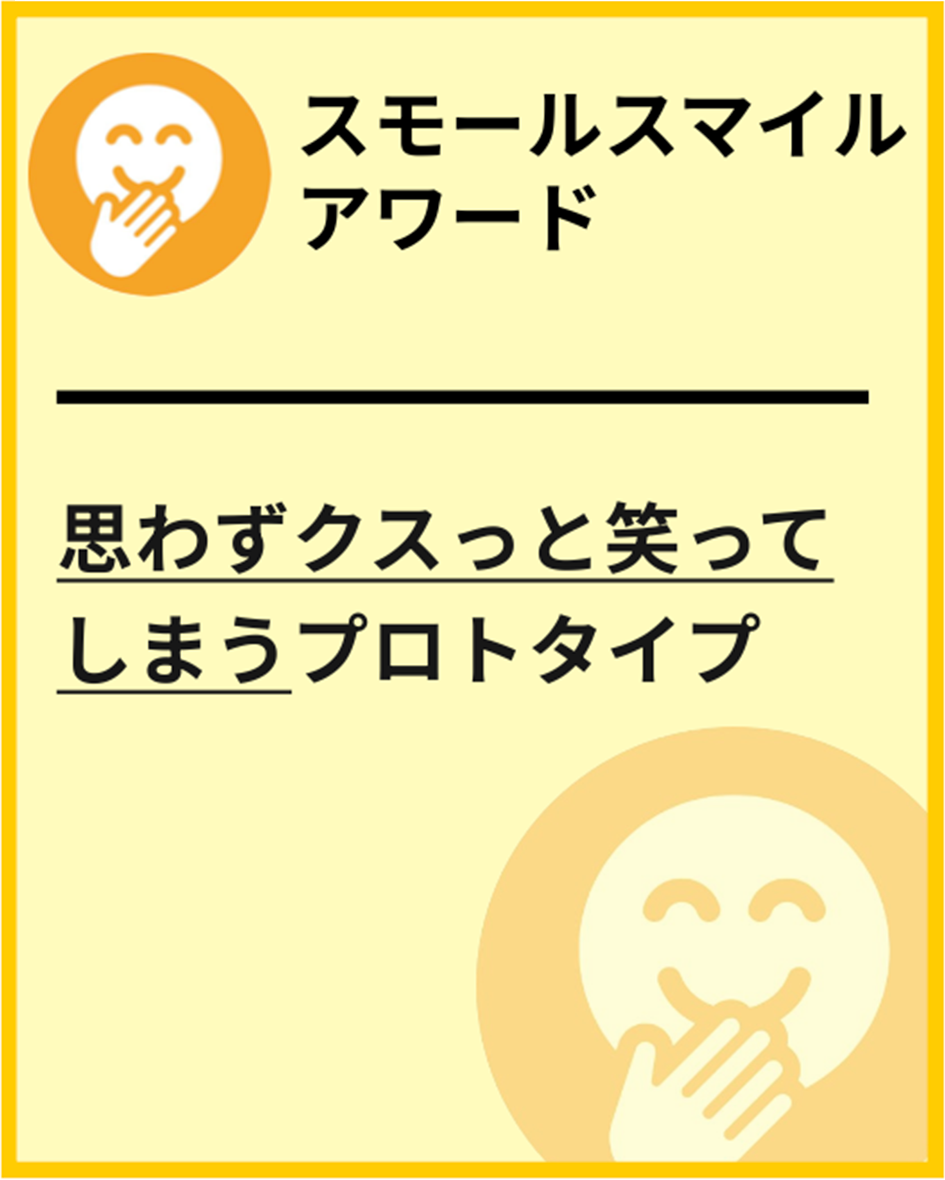 スモールスマイル
アワード
思わずクスっと笑って
しまうプロトタイプ